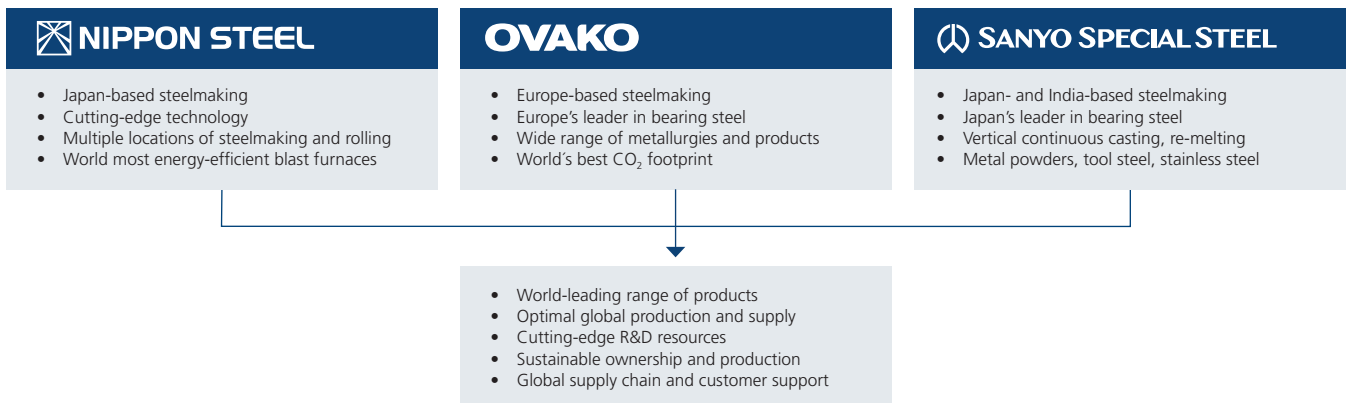 NIPPON STEEL
• Japan-based steelmaking
• Cutting-edge technology
• Multiple locations of steelmaking and rolling
• World most energy-efficient blast furnaces
OVAKO
• Europe-based steelmaking
• Europe's leader in bearing steel
• Wide range of metallurgies and products
• World´s best CO₂ footprint
SANYO SPECIAL STEEL
• Japan- and India-based steelmaking
• Japan's leader in bearing steel
• Vertical continuous casting, re-melting
• Metal powders, tool steel, stainless steel
• World-leading range of products
• Optimal global production and supply
• Cutting-edge R&D resources
• Sustainable ownership and production
• Global supply chain and customer support